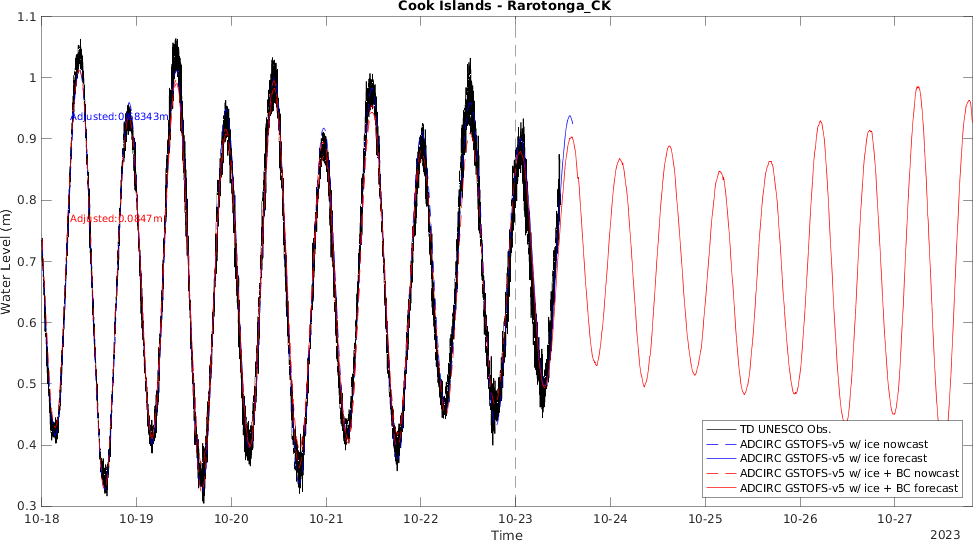 Cook Islands - Rarotonga_CK
1.1
1
0.9
0.8
0.7
0.6
0.5
0.4
0.3
Water Level (m)
Adjusted:0.0847m
TD UNESCO Obs.
ADCIRC GSTOFS-v5 w/ ice nowcast
ADCIRC GSTOFS-v5 w/ ice forecast
ADCIRC GSTOFS-v5 w/ ice + BC nowcast
ADCIRC GSTOFS-v5 w/ ice + BC forecast
10-18
10-19
10-20
10-21
10-22
10-23
10-24
10-25
10-26
10-27
Time
2023